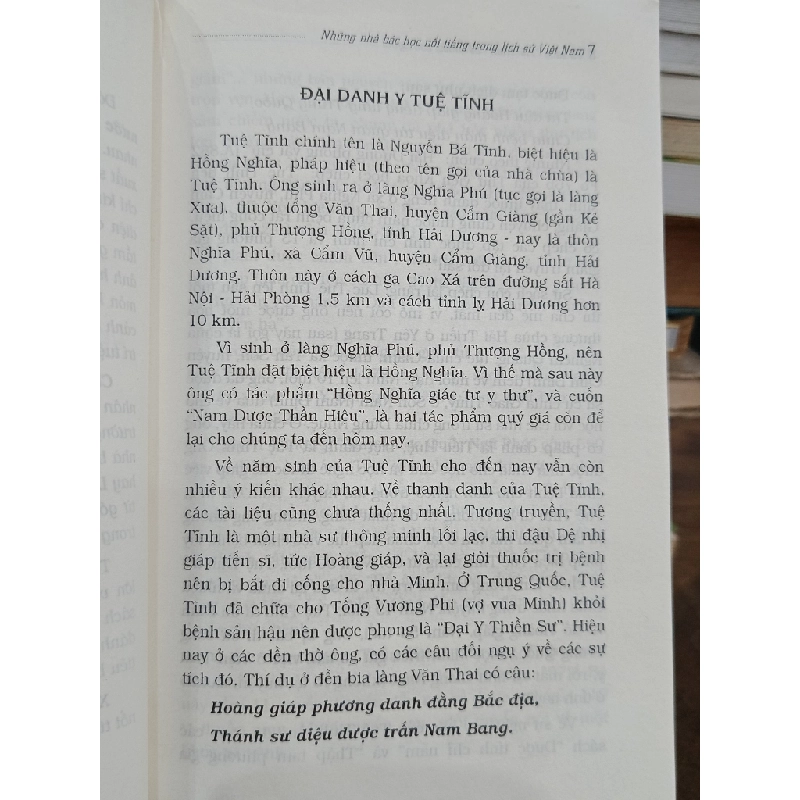 Những nhà bác học nổi tiếng trong lịch sử Việt Nam 7
ĐẠI DANH Y TUỆ TĨNH
Tuệ Tĩnh chính tên là Nguyễn Bá Tĩnh, biệt hiệu là
Hồng Nghĩa, pháp hiệu (theo tên gọi của nhà chùa) là
Tuệ Tĩnh. Ông sinh ra ở làng Nghĩa Phú (tục gọi là làng
Xưa), thuộc tổng Văn Thai, huyện Cẩm Giàng (gần Kẻ
Sặt), phủ Thượng Hồng, tỉnh Hải Dương - nay là thôn
Nghĩa Phú, xã Cẩm Vũ, huyện Cẩm Giàng, tỉnh Hải
Dương. Thôn này ở cách ga Cao Xá trên đường sắt Hà
Nội - Hải Phòng 1,5 km và cách tỉnh lỵ Hải Dương hơn
10 km.
Vì sinh ở làng Nghĩa Phú, phủ Thượng Hồng, nên
Tuệ Tĩnh đặt biệt hiệu là Hồng Nghĩa. Vì thế mà sau này
ông có tác phẩm “Hồng Nghĩa giác tư y thư”, và cuốn
“Nam Dược Thần Hiệu”, là hai tác phẩm quý giá còn để
lại cho chúng ta đến hôm nay.
Về năm sinh của Tuệ Tĩnh cho đến nay vẫn còn
nhiều ý kiến khác nhau. Về thanh danh của Tuệ Tĩnh,
các tài liệu cũng chưa thống nhất. Tương truyền, Tuệ
Tĩnh là một nhà sư thông minh lỗi lạc, thi đậu Đệ nhị
giáp tiến sĩ, tức Hoàng giáp, và lại giỏi thuốc trị bệnh
nên bị bắt đi cống cho nhà Minh. Ở Trung Quốc, Tuệ
Tĩnh đã chữa cho Tống Vương Phi (vợ vua Minh) khỏi
bệnh sản hậu nên được phong là “Đại Y Thiền Sư”. Hiện
nay ở các đền thờ ông, có các câu đối ngụ ý về các sự
tích đó. Thí dụ ở đền bia làng Văn Thai có câu:
Hoàng giáp phương danh đằng Bắc địa,
Thánh sư diệu dược trấn Nam Bang.